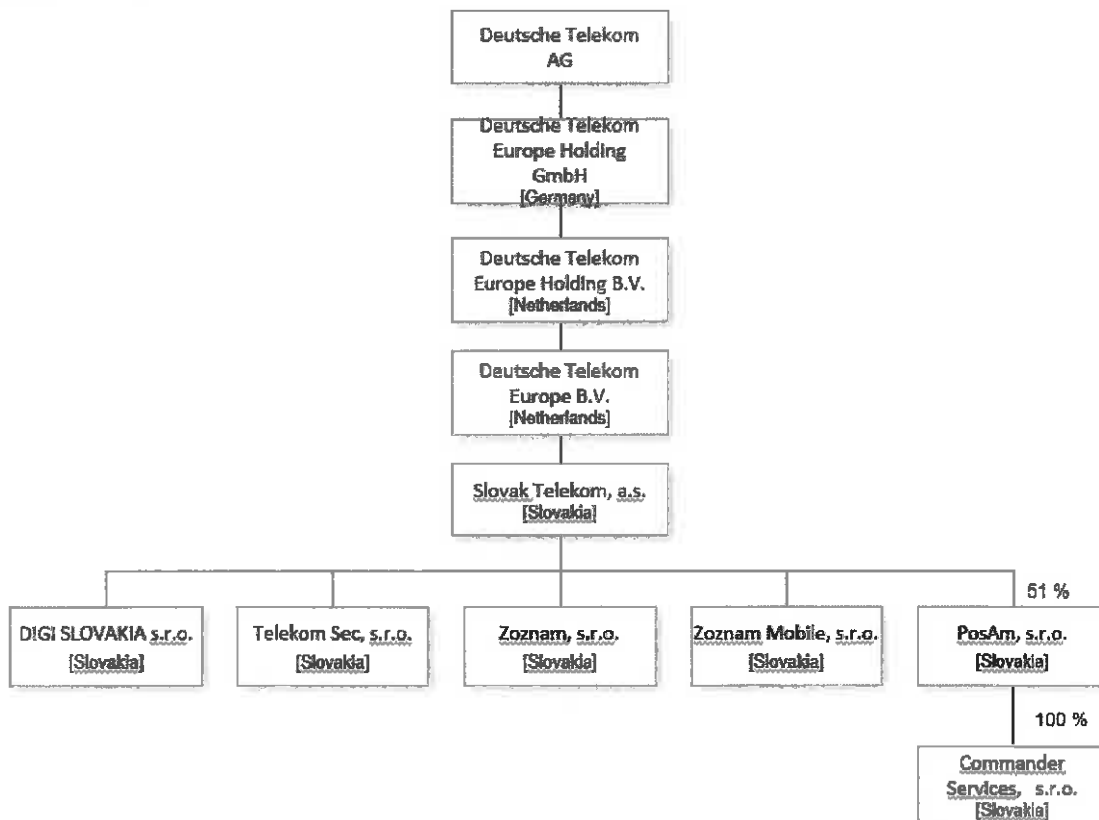 Deutsche Telekom
AG
Deutsche Telekom
Europe Holding
GmbH
[Germany]
Deutsche Telekom
Europe Holding B.V.
[Netherlands]
Deutsche Telekom
Europe B.V.
[Netherlands]
Slovak Telekom, a.s.
[Slovakia]
51 %
DIGI SLOVAKIA s.r.o.
[Slovakia]
Telekom Sec, s.r.o.
[Slovakia]
Zoznam, s.r.o.
[Slovakia]
Zoznam Mobile, s.r.o.
[Slovakia]
PosAm, s.r.o.
[Slovakia]
100 %
Commander
Services, s.r.o.
[Slovakia]